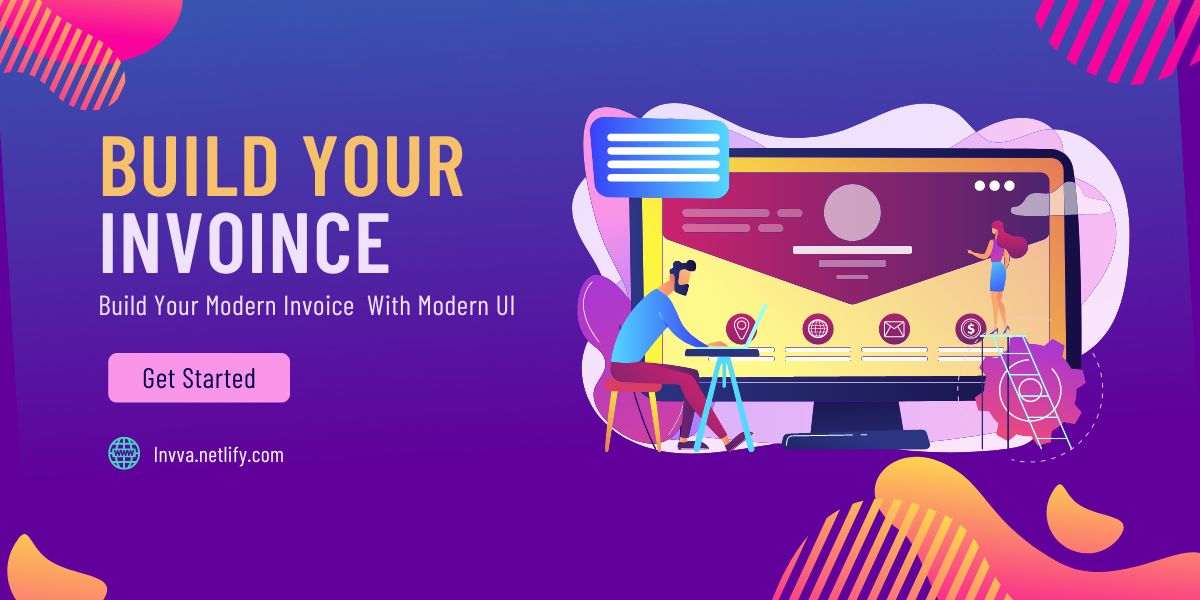 BUILD YOUR
INVOINCE
Build Your Modern Invoice With Modern UI
Get Started
Invva.netlify.com
$